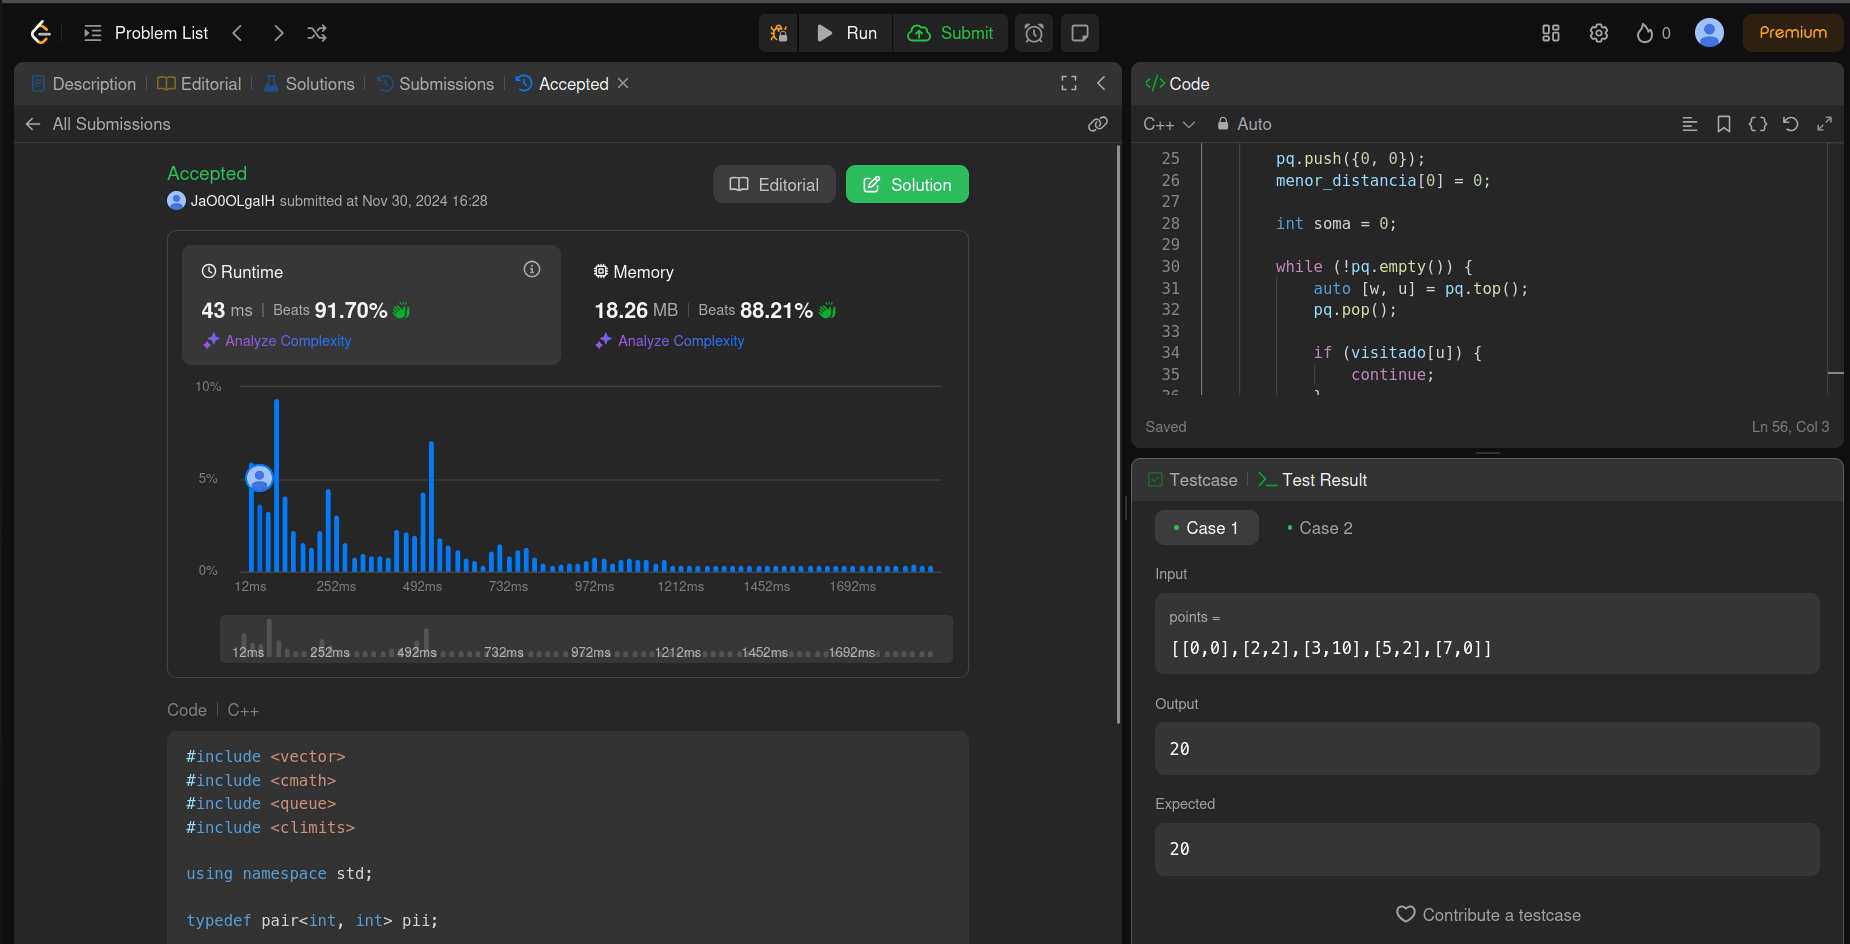 Problem List
Run
Submit
0
Premium
Description
Editorial
Solutions
Submissions
Accepted
All Submissions
Accepted
Editorial
Solution
JaO0OLgaIH submitted at Nov 30, 2024 16:28
Runtime
43 ms | Beats 91.70%
Analyze Complexity
Memory
18.26 MB | Beats 88.21%
Analyze Complexity
10%
5%
0%
12ms 252ms 492ms 732ms 972ms 1212ms 1452ms 1692ms
12ms 252ms 492ms 732ms 972ms 1212ms 1452ms 1692ms
Code | C++
#include <vector>
#include <cmath>
#include <queue>
#include <climits>
using namespace std;
typedef pair<int, int> pii;
Code
C++ Auto
25 pq.push({0, 0});
26 menor_distancia[0] = 0;
27
28 int soma = 0;
29
30 while (!pq.empty()) {
31 auto [w, u] = pq.top();
32 pq.pop();
33
34 if (visitado[u]) {
35 continue;
36 }
Saved
Ln 56, Col 3
Testcase
>_ Test Result
Case 1
Case 2
Input
points =
[[0,0],[2,2],[3,10],[5,2],[7,0]]
Output
20
Expected
20
Contribute a testcase